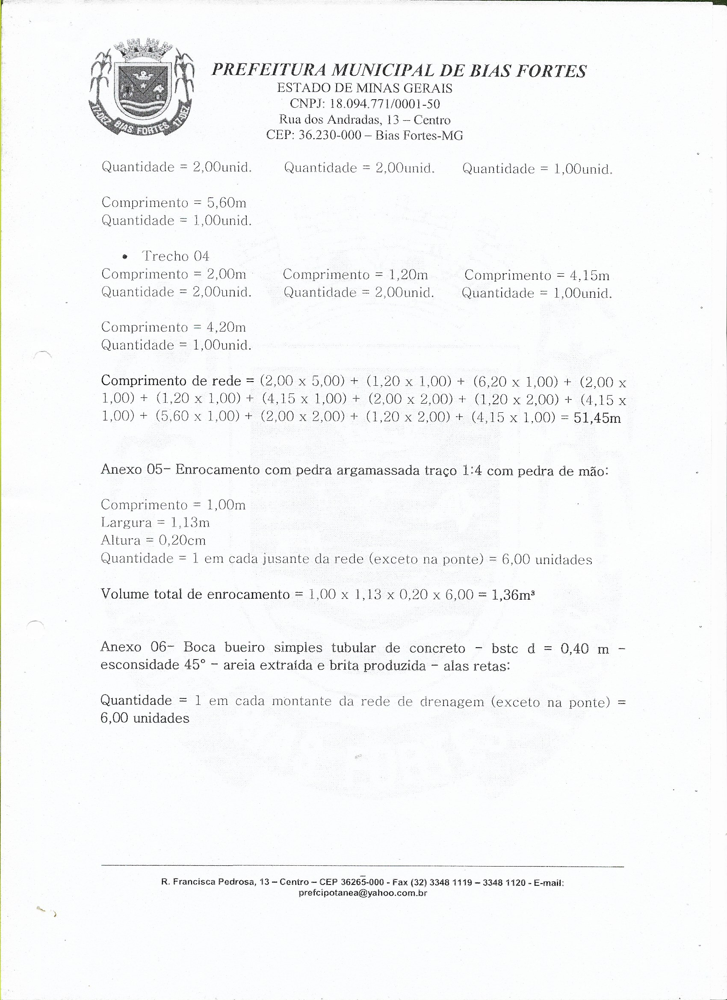 17-DEZ BIAS FORTES 17-DEZ
PREFEITURA MUNICIPAL DE BIAS FORTES
ESTADO DE MINAS GERAIS
CNPJ: 18.094.771/0001-50
Rua dos Andradas, 13 – Centro
CEP: 36.230-000 – Bias Fortes-MG
Quantidade = 2,00unid. Quantidade = 2,00unid. Quantidade = 1,00unid.
Comprimento = 5,60m
Quantidade = 1,00unid.
• Trecho 04
Comprimento = 2,00m Comprimento = 1,20m Comprimento = 4,15m
Quantidade = 2,00unid. Quantidade = 2,00unid. Quantidade = 1,00unid.
Comprimento = 4,20m
Quantidade = 1,00unid.
Comprimento de rede = (2,00 x 5,00) + (1,20 x 1,00) + (6,20 x 1,00) + (2,00 x
1,00) + (1,20 x 1,00) + (4,15 x 1,00) + (2,00 x 2,00) + (1,20 x 2,00) + (4,15 x
1,00) + (5,60 x 1,00) + (2,00 x 2,00) + (1,20 x 2,00) + (4,15 x 1,00) = 51,45m
Anexo 05- Enrocamento com pedra argamassada traço 1:4 com pedra de mão:
Comprimento = 1,00m
Largura = 1,13m
Altura = 0,20cm
Quantidade = 1 em cada jusante da rede (exceto na ponte) = 6,00 unidades
Volume total de enrocamento = 1,00 x 1,13 x 0,20 x 6,00 = 1,36m³
Anexo 06- Boca bueiro simples tubular de concreto - bstc d = 0,40 m -
esconsidade 45° - areia extraída e brita produzida - alas retas:
Quantidade = 1 em cada montante da rede de drenagem (exceto na ponte) =
6,00 unidades
R. Francisca Pedrosa, 13 – Centro – CEP 36265-000 - Fax (32) 3348 1119 – 3348 1120 - E-mail:
prefcipotanea@yahoo.com.br